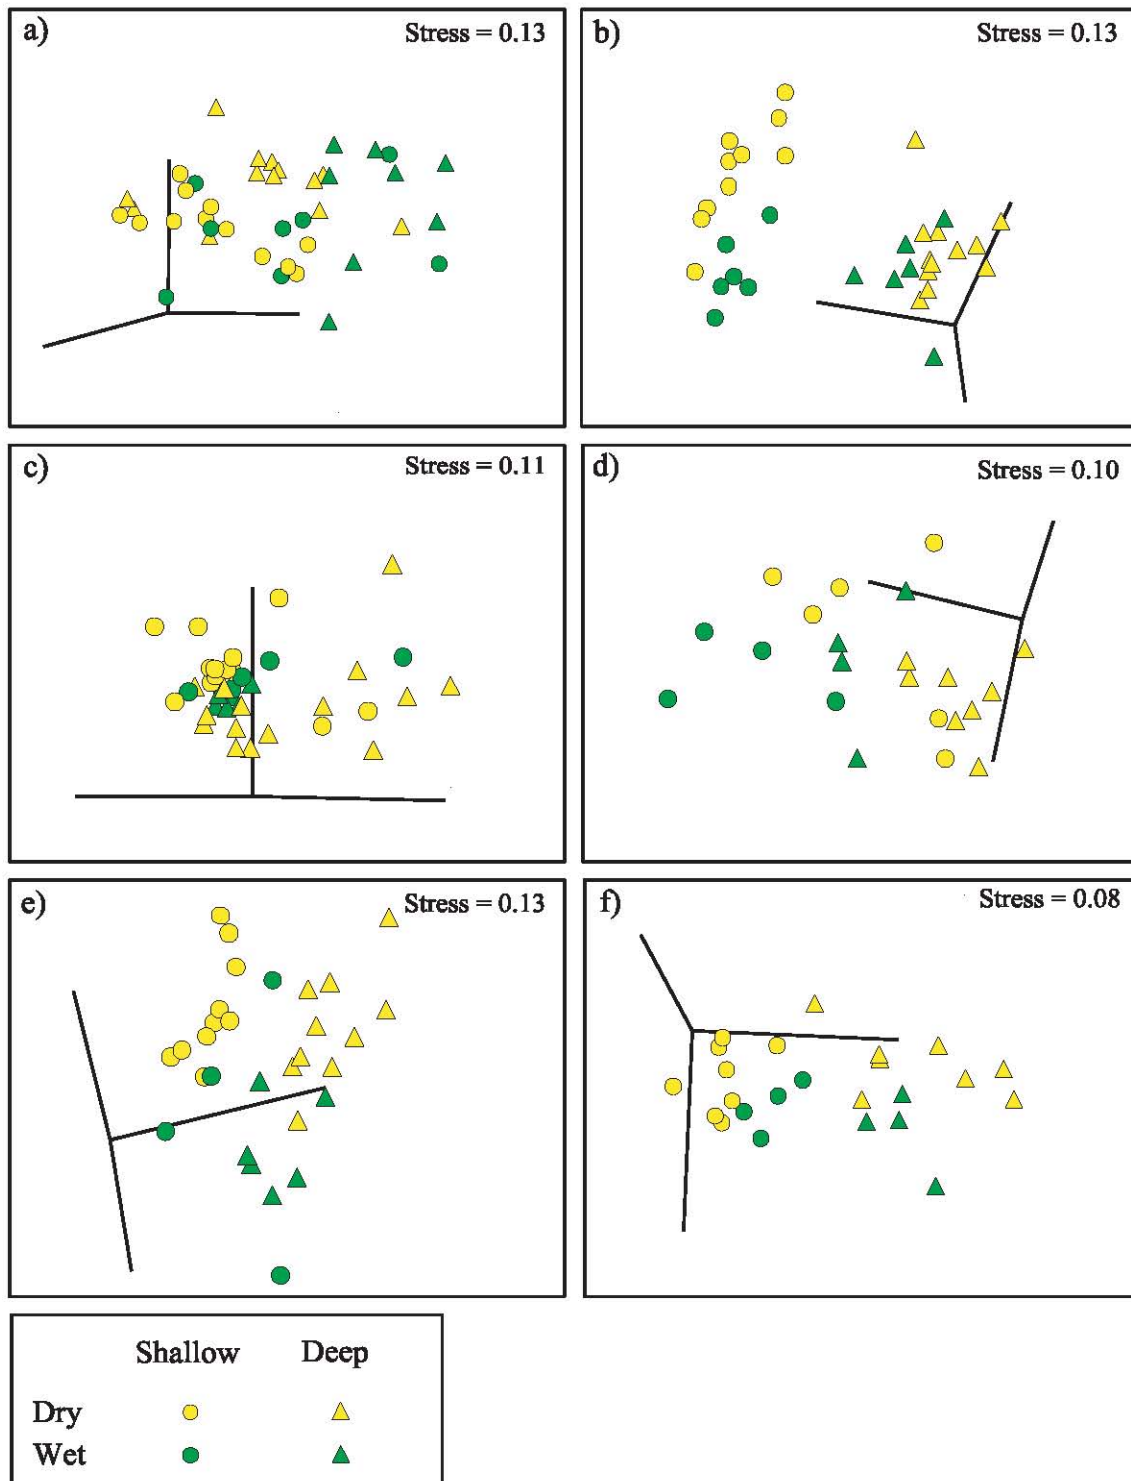 a) Stress = 0.13
b) Stress = 0.13
c) Stress = 0.11
d) Stress = 0.10
e) Stress = 0.13
f) Stress = 0.08
Shallow Deep
Dry
Wet